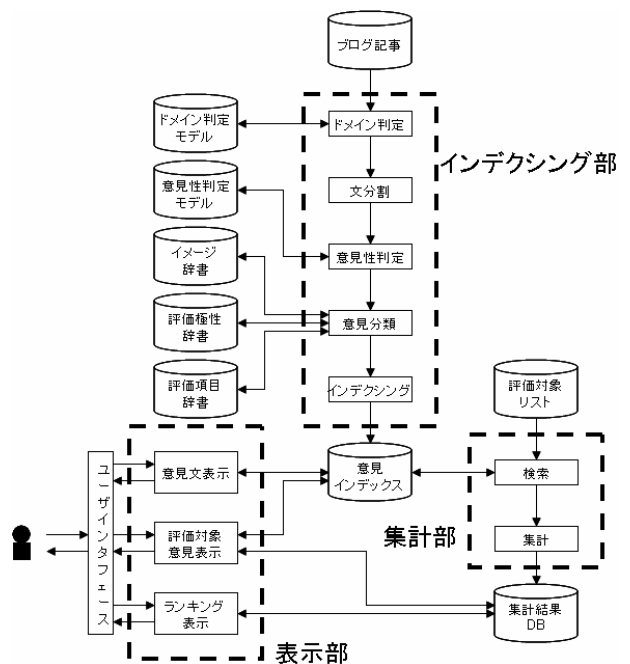 ブログ記事
ドメイン判定
モデル
ドメイン判定
インデクシング部
意見性判定
モデル
文分割
イメージ
辞書
意見性判定
評価極性
辞書
意見分類
評価項目
辞書
インデクシング
評価対象
リスト
意見
インデックス
検索
集計
集計部
集計結果
DB
ユーザインタフェース
意見文表示
評価対象
意見表示
ランキング
表示
表示部